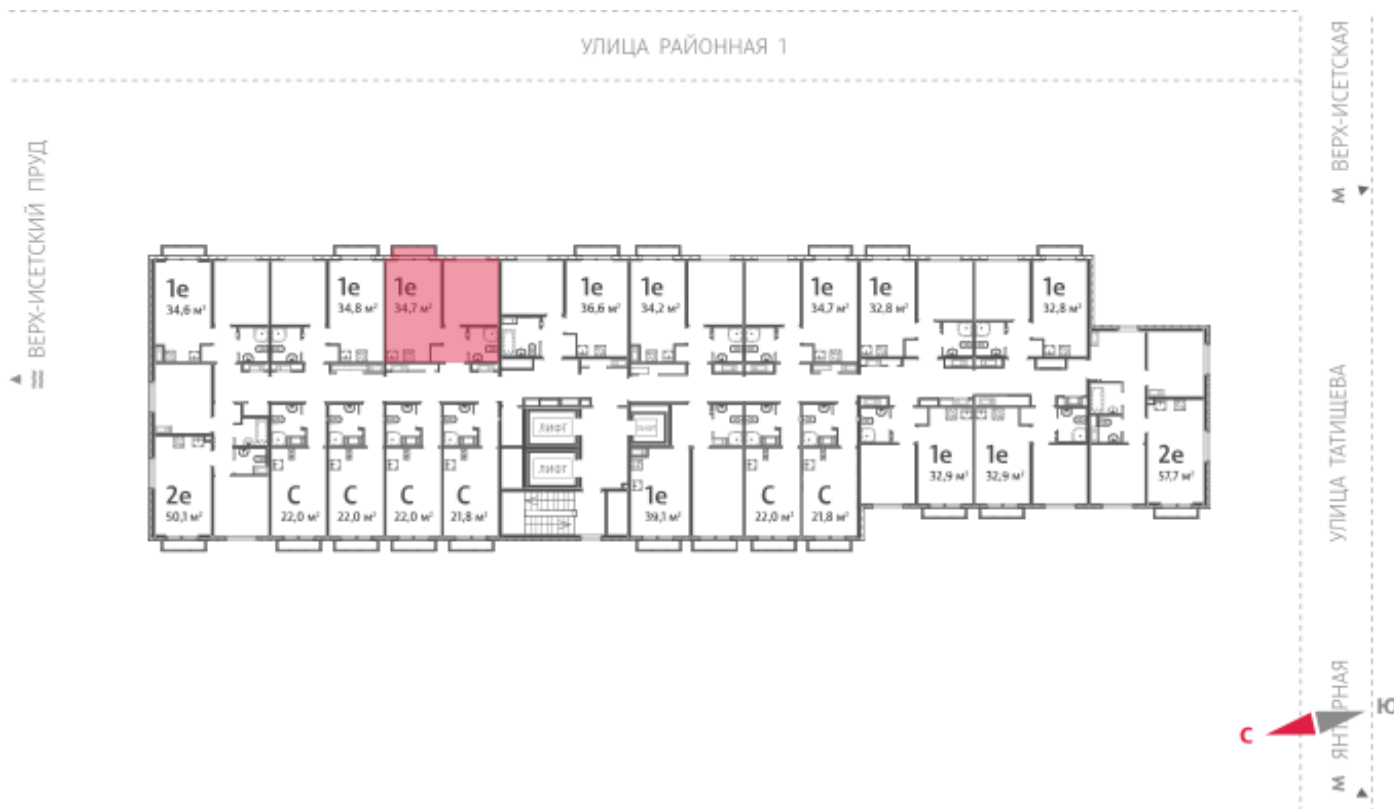 УЛИЦА РАЙОННАЯ 1
М ВЕРХ-ИСЕТСКАЯ
ВЕРХ-ИСЕТСКИЙ ПРУД
1е
34,6 м²
1е
34,8 м²
1е
34,7 м²
1е
36,6 м²
1е
34,2 м²
1е
34,7 м²
1е
32,8 м²
1е
32,8 м²
УЛИЦА ТАТИЩЕВА
ЛИФТ
ЛИФТ
ЛИФТ
2е
50,1 м²
С
22,0 м²
С
22,0 м²
С
22,0 м²
С
21,8 м²
1е
39,1 м²
С
22,0 м²
С
21,8 м²
1е
32,9 м²
1е
32,9 м²
2е
57,7 м²
М ЯНТАРНАЯ
С
Ю